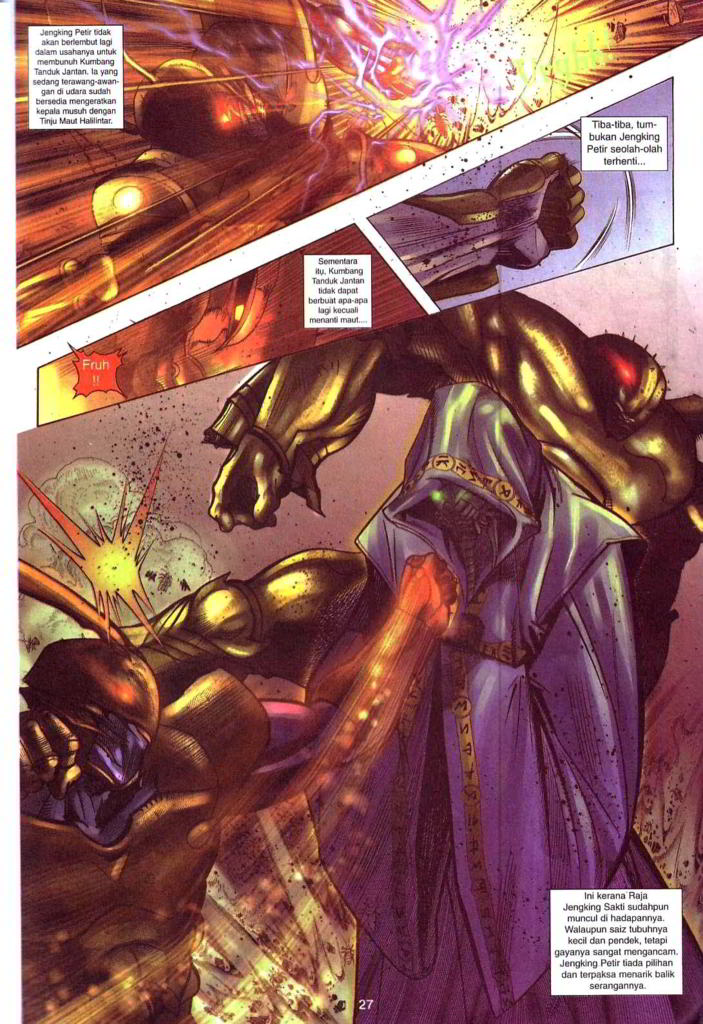 Jengking Petir tidak
akan berlembut lagi
dalam usahanya untuk
membunuh Kumbang
Tanduk Jantan. Ia yang
sedang terawang-awan-
gan di udara sudah
bersedia mengeratkan
kepala musuh dengan
Tinju Maut Halilintar.
Tiba-tiba, tum-
bukan Jengking
Petir seolah-olah
terhenti...
Sementara
itu, Kumbang
Tanduk Jantan
tidak dapat
berbuat apa-apa
lagi kecuali
menanti maut....
Fruh
!!
Ini kerana Raja
Jengking Sakti sudahpun
muncul di hadapannya.
Walaupun saiz tubuhnya
kecil dan pendek, tetapi
gayanya sangat mengancam.
Jengking Petir tiada pilihan
dan terpaksa menarik balik
serangannya.
27